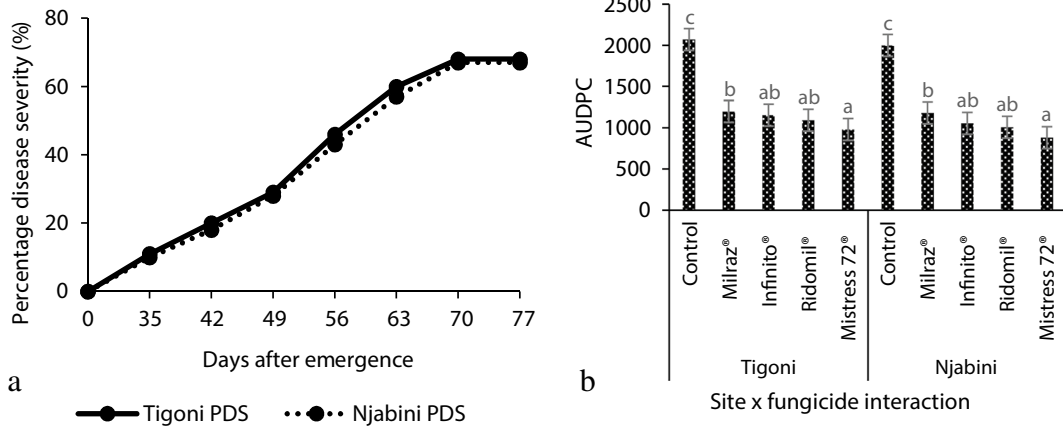 Percentage disease severity (%)
80
60
40
20
0
0 35 42 49 56 63 70 77
Days after emergence
a
Tigoni PDS Njabini PDS
AUDPC
2500
2000
1500
1000
500
0
c b ab ab a c b ab ab a
Control Milraz® Infinito® Ridomil® Mistress 72® Control Milraz® Infinito® Ridomil® Mistress 72®
Tigoni Njabini
b
Site x fungicide interaction